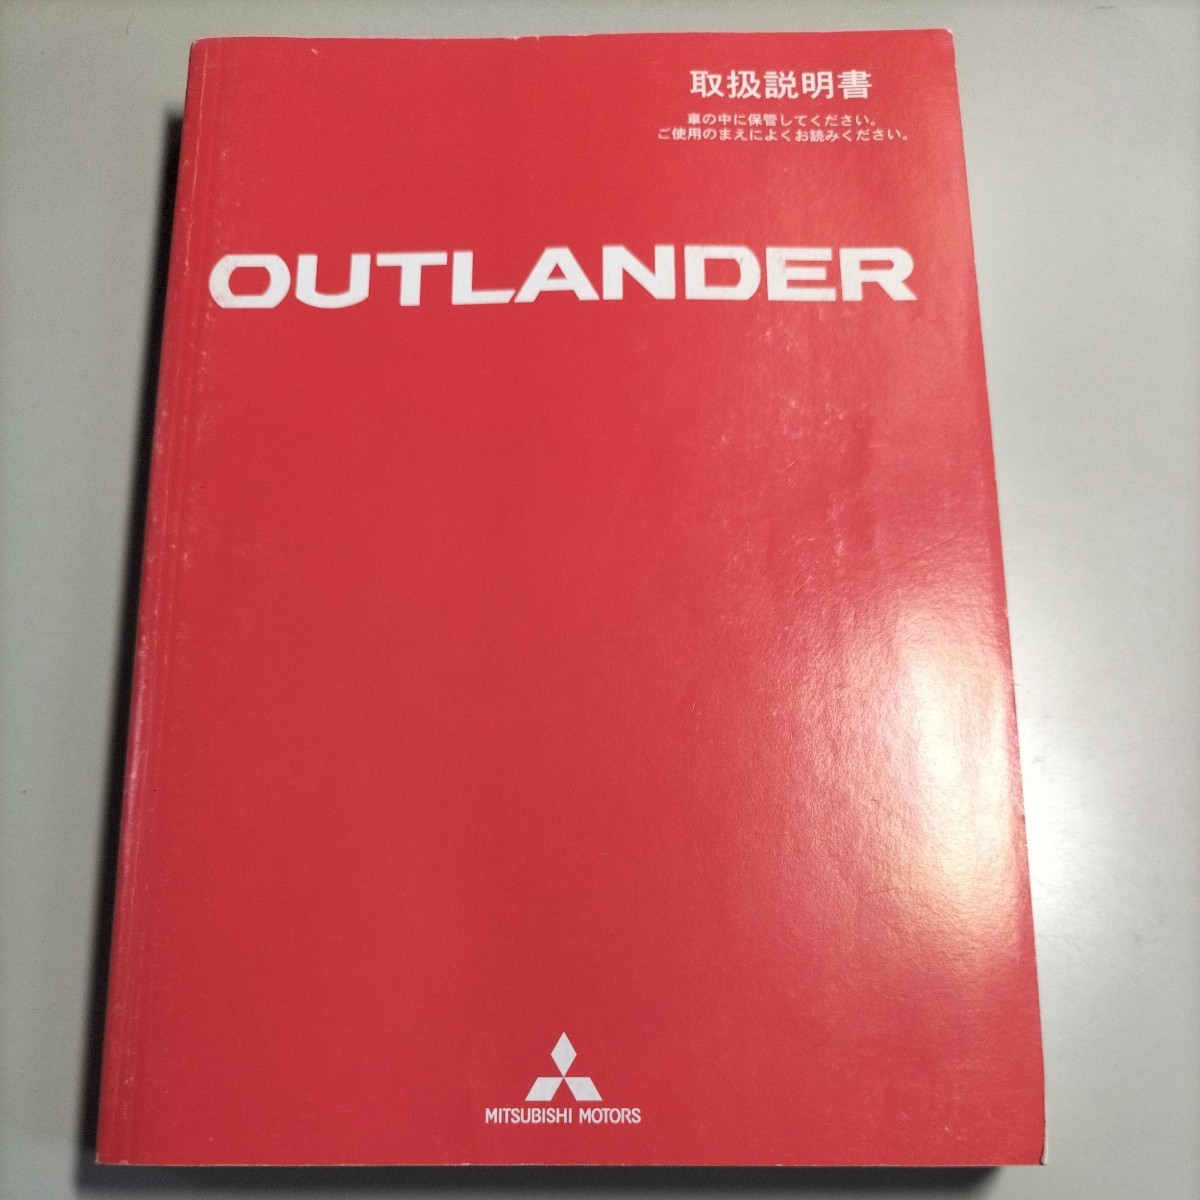 取扱説明書
車の中に保管してください。
ご使用のまえによくお読みください。
OUTLANDER
MITSUBISHI MOTORS